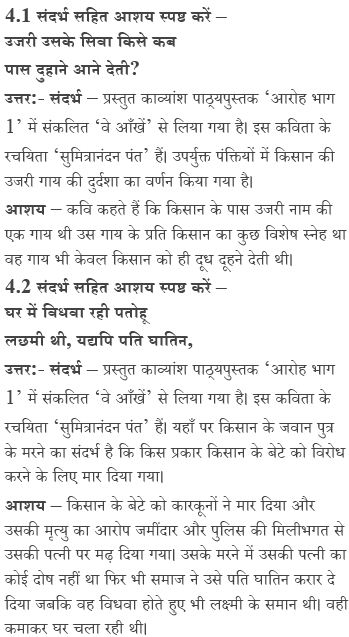 4.1 संदर्भ सहित आशय स्पष्ट करें –
उजरी उसके सिवा किसे कब
पास दुहाने आने देती?
उत्तर:- संदर्भ – प्रस्तुत काव्यांश पाठ्यपुस्तक ‘आरोह भाग
1’ में संकलित ‘वे आँखें’ से लिया गया है। इस कविता के
रचयिता ‘सुमित्रानंदन पंत’ हैं। उपर्युक्त पंक्तियों में किसान की
उजरी गाय की दुर्दशा का वर्णन किया गया है।
आशय – कवि कहते हैं कि किसान के पास उजरी नाम की
एक गाय थी उस गाय के प्रति किसान का कुछ विशेष स्नेह था
वह गाय भी केवल किसान को ही दूध दूहने देती थी।
4.2 संदर्भ सहित आशय स्पष्ट करें –
घर में विधवा रही पतोहू
लछमी थी, यद्यपि पति घातिन,
उत्तर:- संदर्भ – प्रस्तुत काव्यांश पाठ्यपुस्तक ‘आरोह भाग
1’ में संकलित ‘वे आँखें’ से लिया गया है। इस कविता के
रचयिता ‘सुमित्रानंदन पंत’ हैं। यहाँ पर किसान के जवान पुत्र
के मरने का संदर्भ है कि किस प्रकार किसान के बेटे को विरोध
करने के लिए मार दिया गया।
आशय – किसान के बेटे को कारकूनों ने मार दिया और
उसकी मृत्यु का आरोप जमींदार और पुलिस की मिलीभगत से
उसकी पत्नी पर मढ़ दिया गया। उसके मरने में उसकी पत्नी का
कोई दोष नहीं था फिर भी समाज ने उसे पति घातिन करार दे
दिया जबकि वह विधवा होते हुए भी लक्ष्मी के समान थी। वही
कमाकर घर चला रही थी।